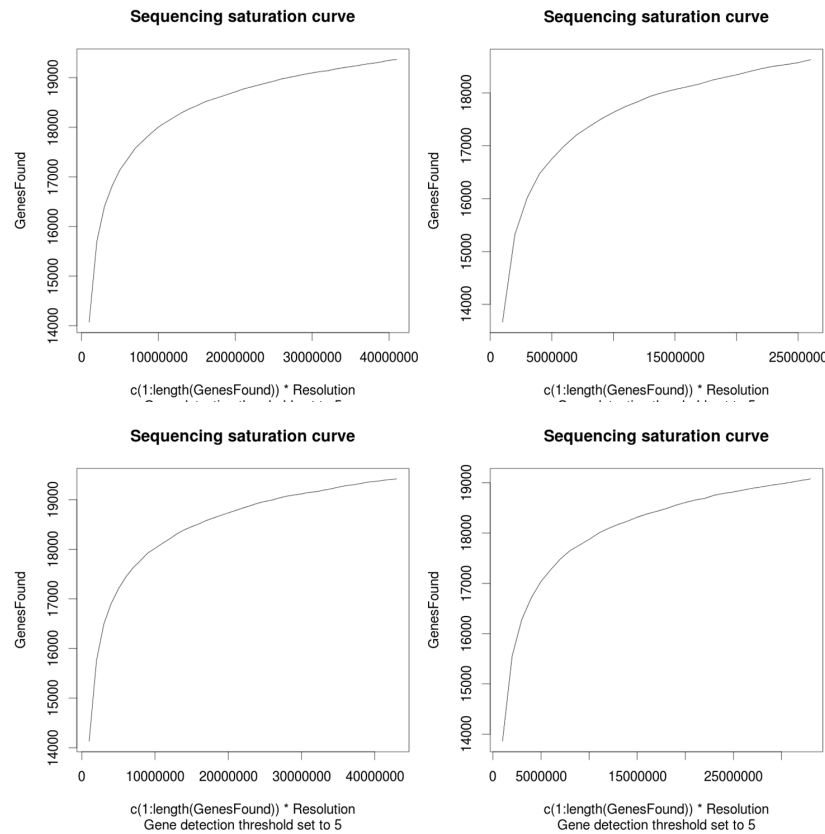 Sequencing saturation curve
GenesFound
19000
18000
17000
16000
15000
14000
0
10000000
20000000
30000000
40000000
c(1:length(GenesFound)) * Resolution
Sequencing saturation curve
GenesFound
18000
17000
16000
15000
14000
0
5000000
15000000
2500000
c(1:length(GenesFound)) * Resolution
Sequencing saturation curve
GenesFound
19000
18000
17000
16000
15000
14000
0
10000000
20000000
30000000
40000000
c(1:length(GenesFound)) * Resolution
Gene detection threshold set to 5
Sequencing saturation curve
GenesFound
19000
18000
17000
16000
15000
14000
0
5000000
15000000
25000000
c(1:length(GenesFound)) * Resolution
Gene detection threshold set to 5